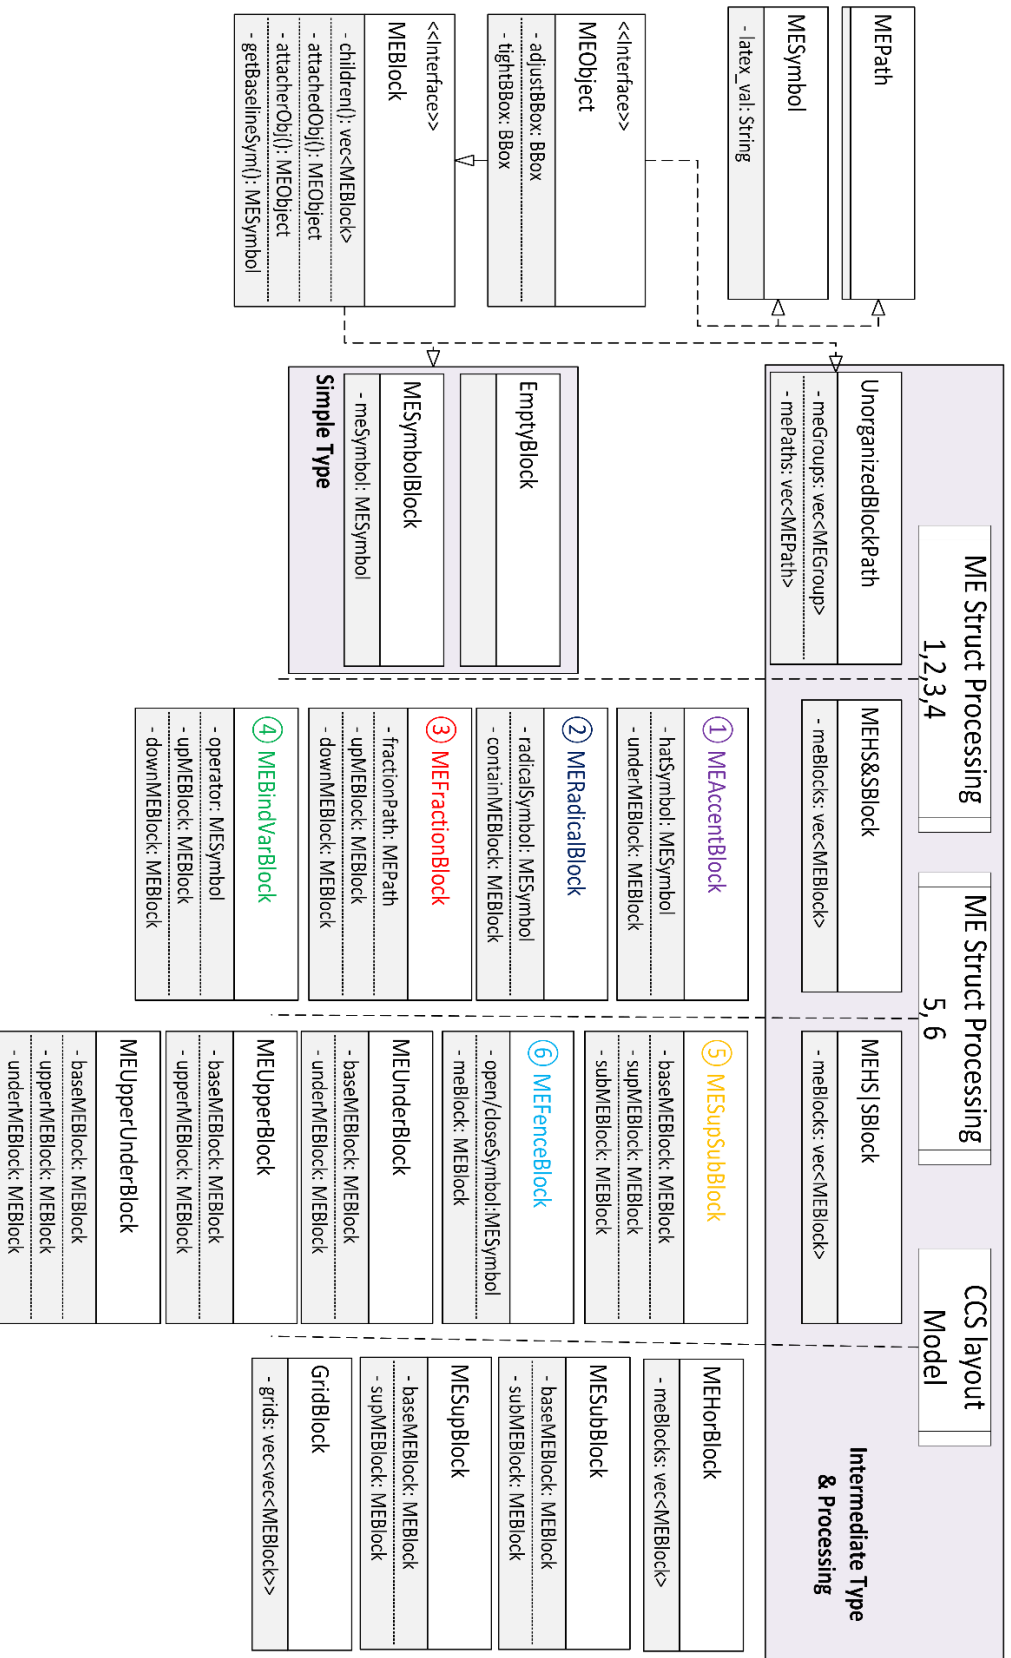 MEPath
MESymbol
- latex_val: String
<<Interface>>
MEObject
- adjustBBox: BBox
- tightBBox: BBox
<<Interface>>
MEBlock
- children(): vec<MEBlock>
- attachedObj(): MEObject
- attacherObj(): MEObject
- getBaselineSym(): MESymbol
ME Struct Processing
1,2,3,4
ME Struct Processing
5, 6
CCS layout
Model
UnorganizedBlockPath
- meGroups: vec<MEGroup>
- mePaths: vec<MEPath>
MEHS&SBlock
- meBlocks: vec<MEBlock>
MEHS|SBlock
- meBlocks: vec<MEBlock>
Intermediate Type
& Processing
EmptyBlock
MESymbolBlock
- meSymbol: MESymbol
Simple Type
① MEAccentBlock
- hatSymbol: MESymbol
- underMEBlock: MEBlock
② MERadicalBlock
- radicalSymbol: MESymbol
- containMEBlock: MEBlock
③ MEFractionBlock
- fractionPath: MEPath
- upMEBlock: MEBlock
- downMEBlock: MEBlock
④ MEBindVarBlock
- operator: MESymbol
- upMEBlock: MEBlock
- downMEBlock: MEBlock
⑤ MESupSubBlock
- baseMEBlock: MEBlock
- supMEBlock: MEBlock
- subMEBlock: MEBlock
⑥ MEFenceBlock
- open/closeSymbol:MESymbol
- meBlock: MEBlock
MEUnderBlock
- baseMEBlock: MEBlock
- underMEBlock: MEBlock
MEUpperBlock
- baseMEBlock: MEBlock
- upperMEBlock: MEBlock
MEUpperUnderBlock
- baseMEBlock: MEBlock
- upperMEBlock: MEBlock
- underMEBlock: MEBlock
MEHorBlock
- meBlocks: vec<MEBlock>
MESubBlock
- baseMEBlock: MEBlock
- subMEBlock: MEBlock
MESupBlock
- baseMEBlock: MEBlock
- supMEBlock: MEBlock
GridBlock
- grids: vec<vec<MEBlock>>